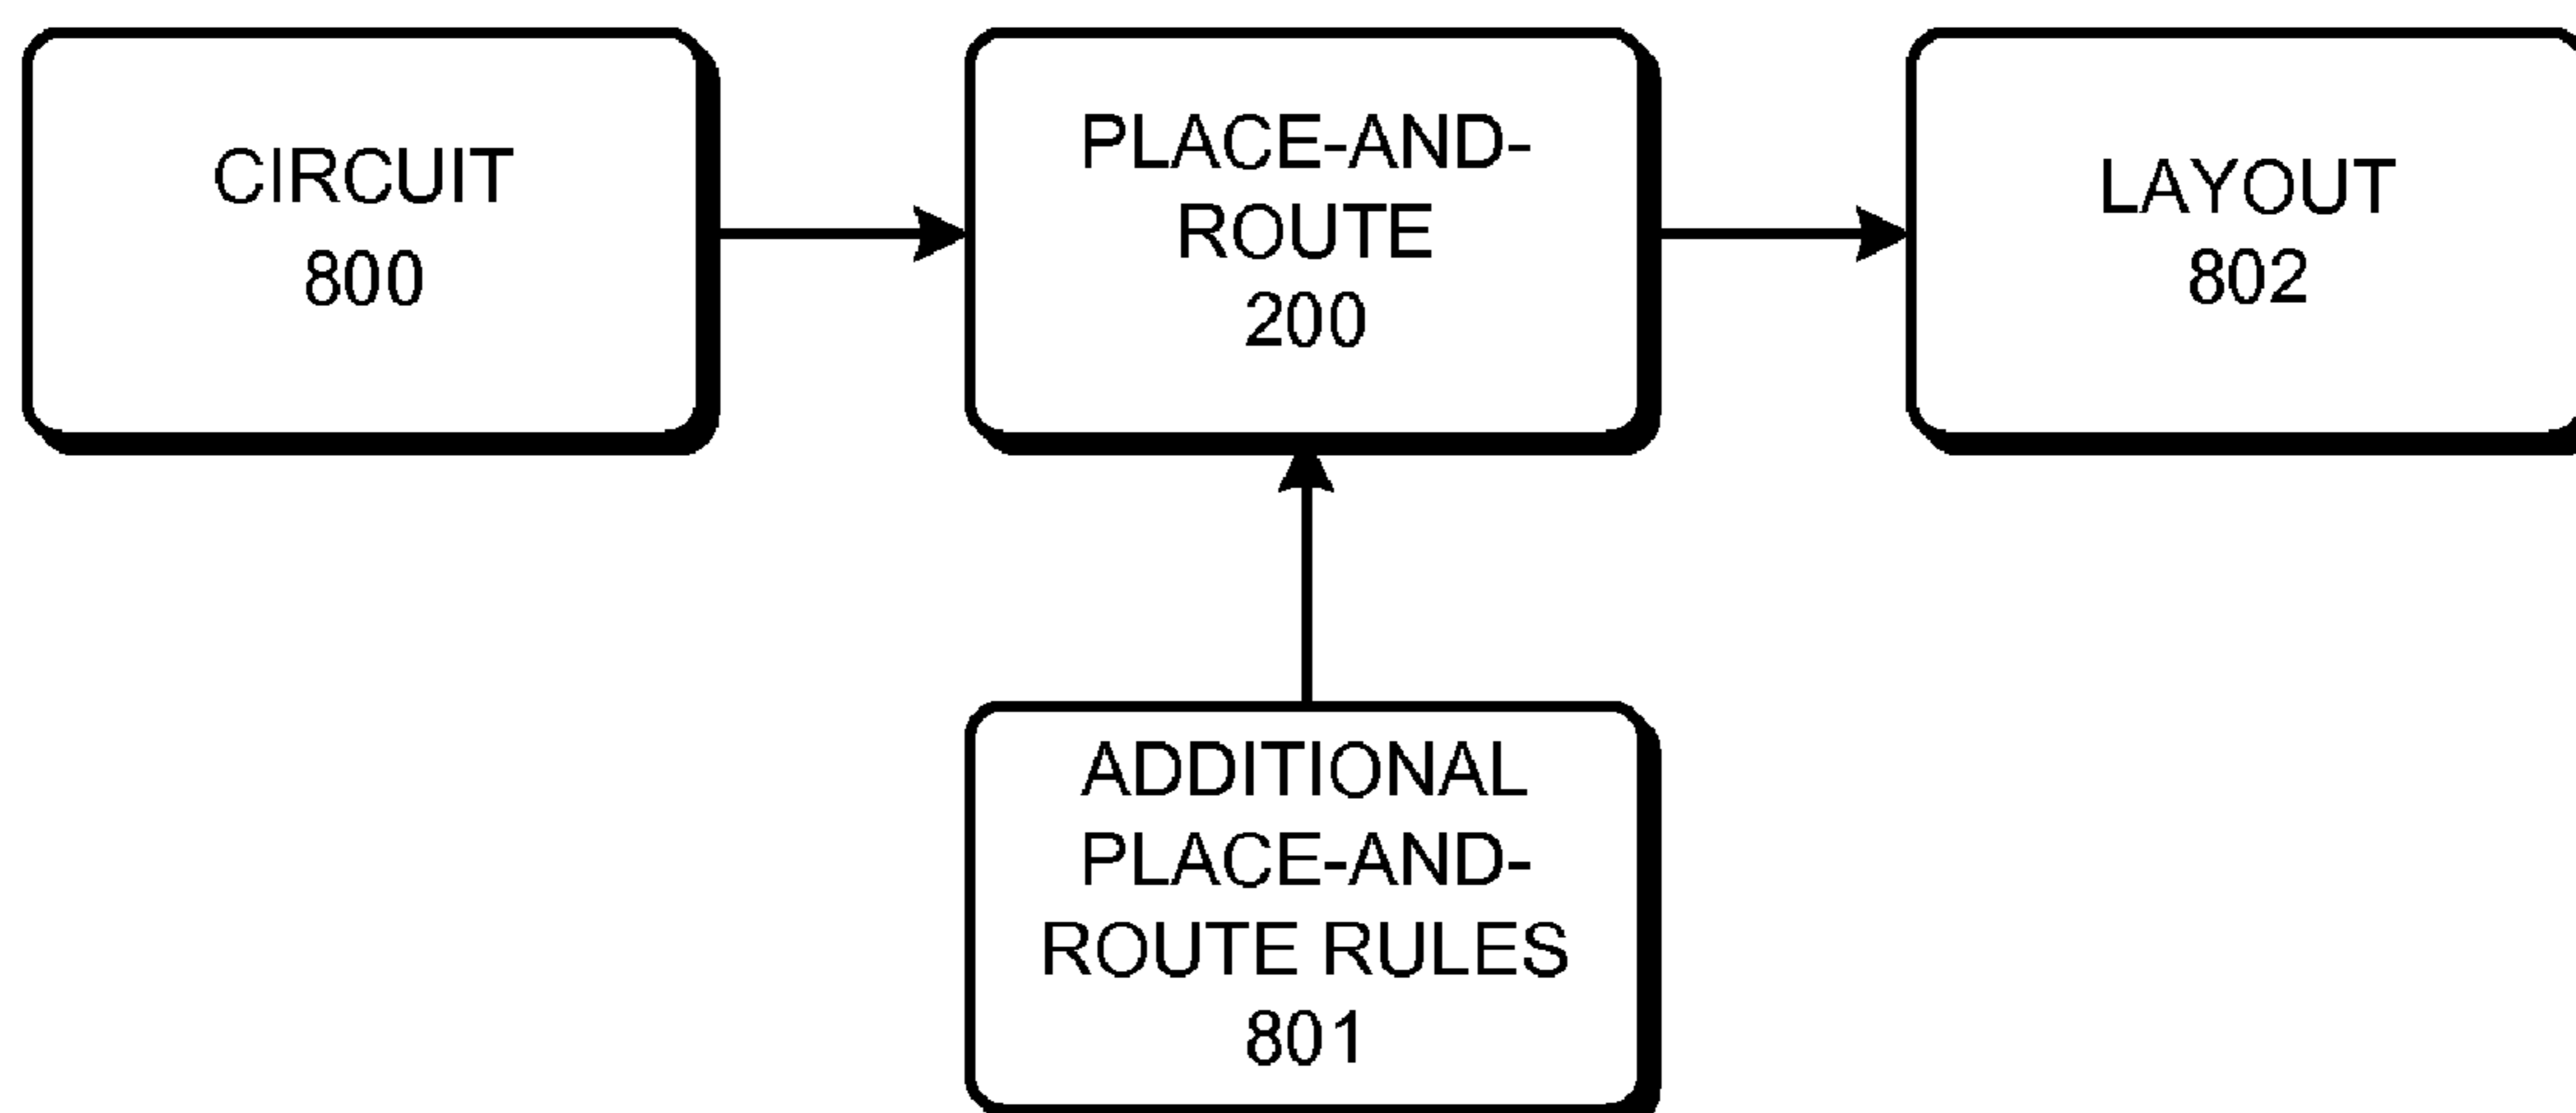 CIRCUIT
800
PLACE-AND-
ROUTE
200
LAYOUT
802
ADDITIONAL
PLACE-AND-
ROUTE RULES
801